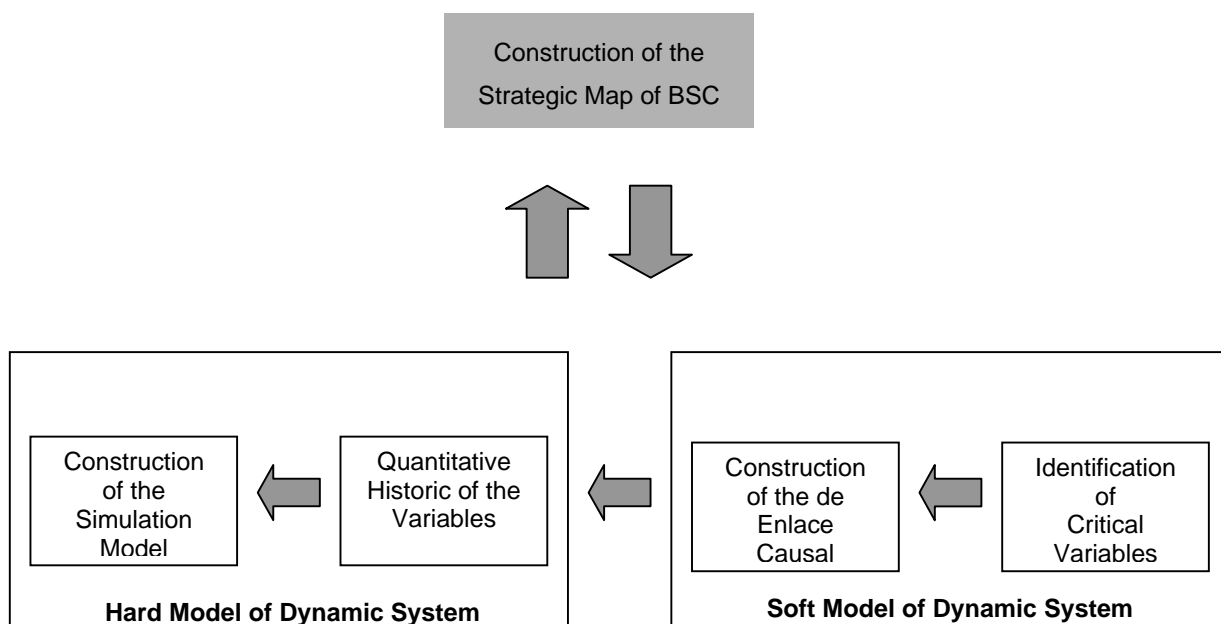 Construction of the
Strategic Map of BSC
Construction
of the
Simulation
Model
Quantitative
Historic of the
Variables
Construction
of the de
Enlace
Causal
Identification
of
Critical
Variables
Hard Model of Dynamic System
Soft Model of Dynamic System